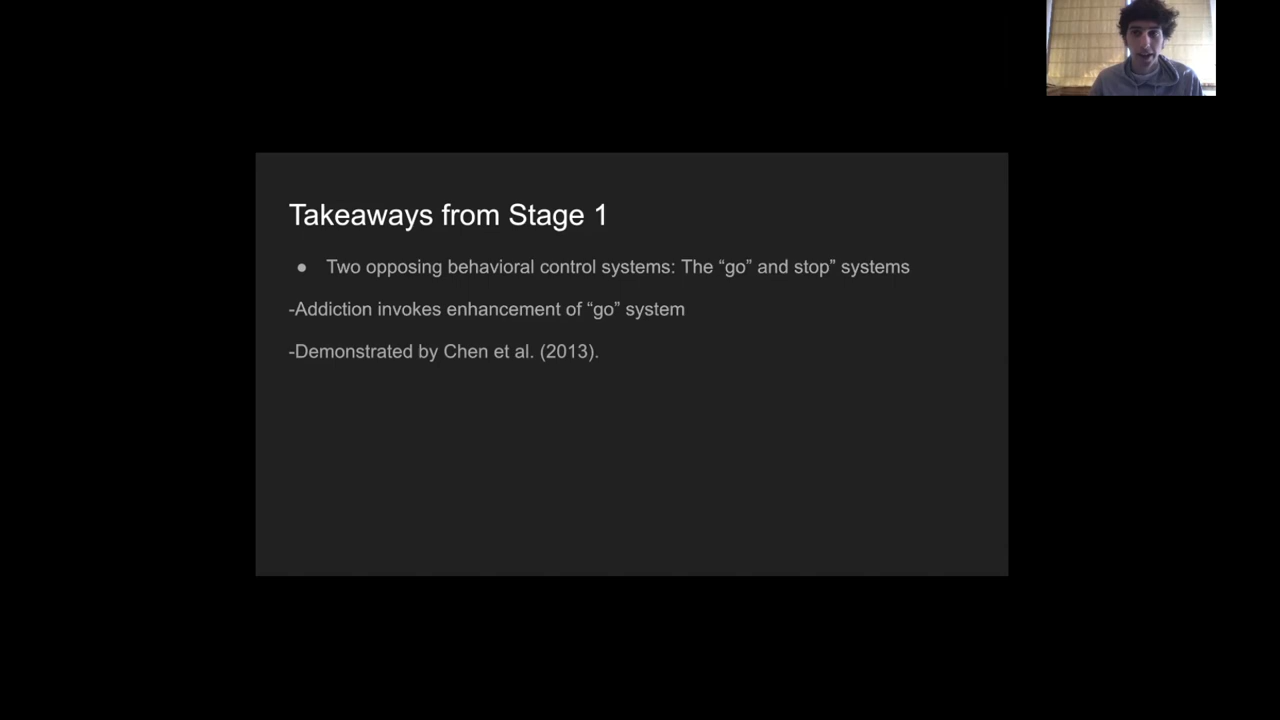 Takeaways from Stage 1
● Two opposing behavioral control systems: The “go” and stop” systems
-Addiction invokes enhancement of “go” system
-Demonstrated by Chen et al. (2013).